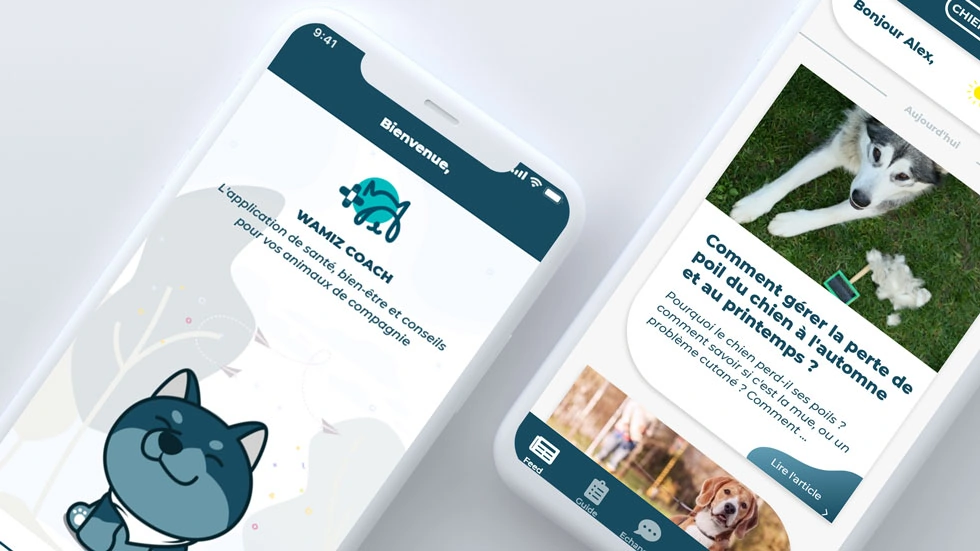 9:41
Bienvenue,
WAMIZ COACH
L'application de santé, bien-être et conseils
pour vos animaux de compagnie
Bonjour Alex,
Aujourd'hui
Comment gérer la perte de
poil du chien à l'automne
et au printemps ?
Pourquoi le chien perd-il ses poils ?
comment savoir si c'est la mue, ou un
problème cutané ? Comment ...
Lire l'article
Feed
Guide